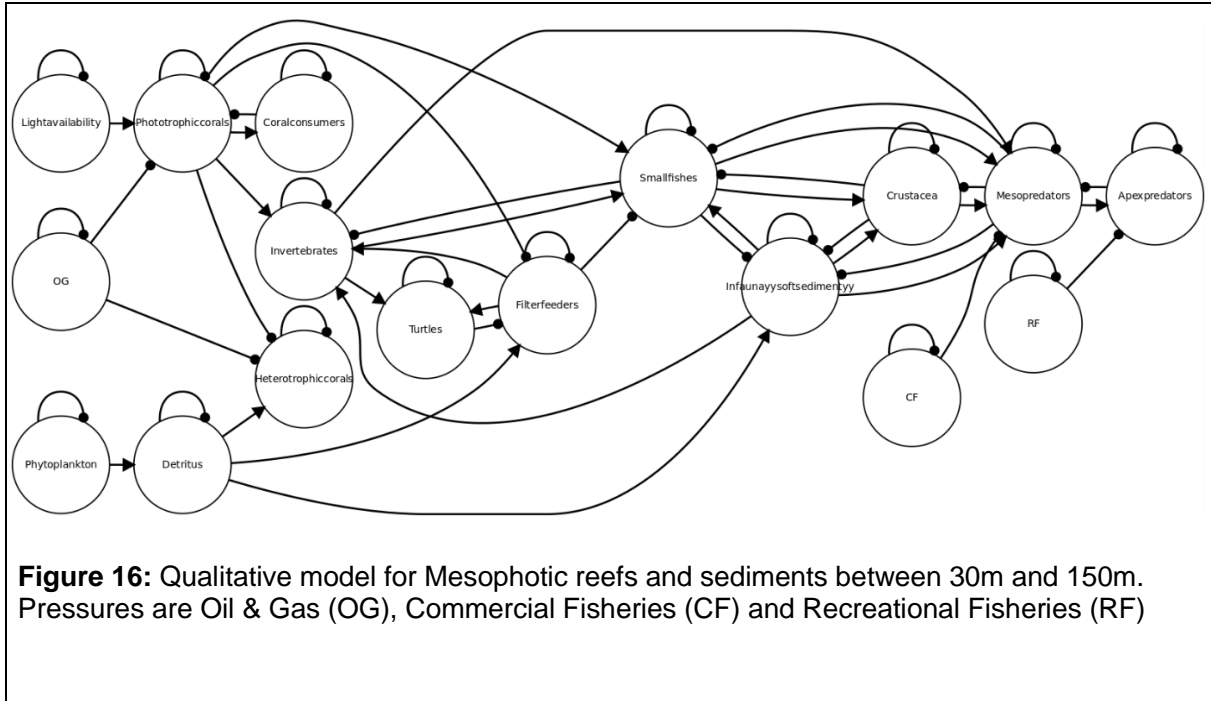 Lightavailability
Phototrophiccorals
Coralconsumers
Smallfishes
Crustacea
Mesopredators
Apexpredators
OG
Invertebrates
Turtles
Filterfeeders
Infaunayysoftsedimentyy
RF
Heterotrophiccorals
CF
Phytoplankton
Detritus
Figure 16: Qualitative model for Mesophotic reefs and sediments between 30m and 150m.
Pressures are Oil & Gas (OG), Commercial Fisheries (CF) and Recreational Fisheries (RF)